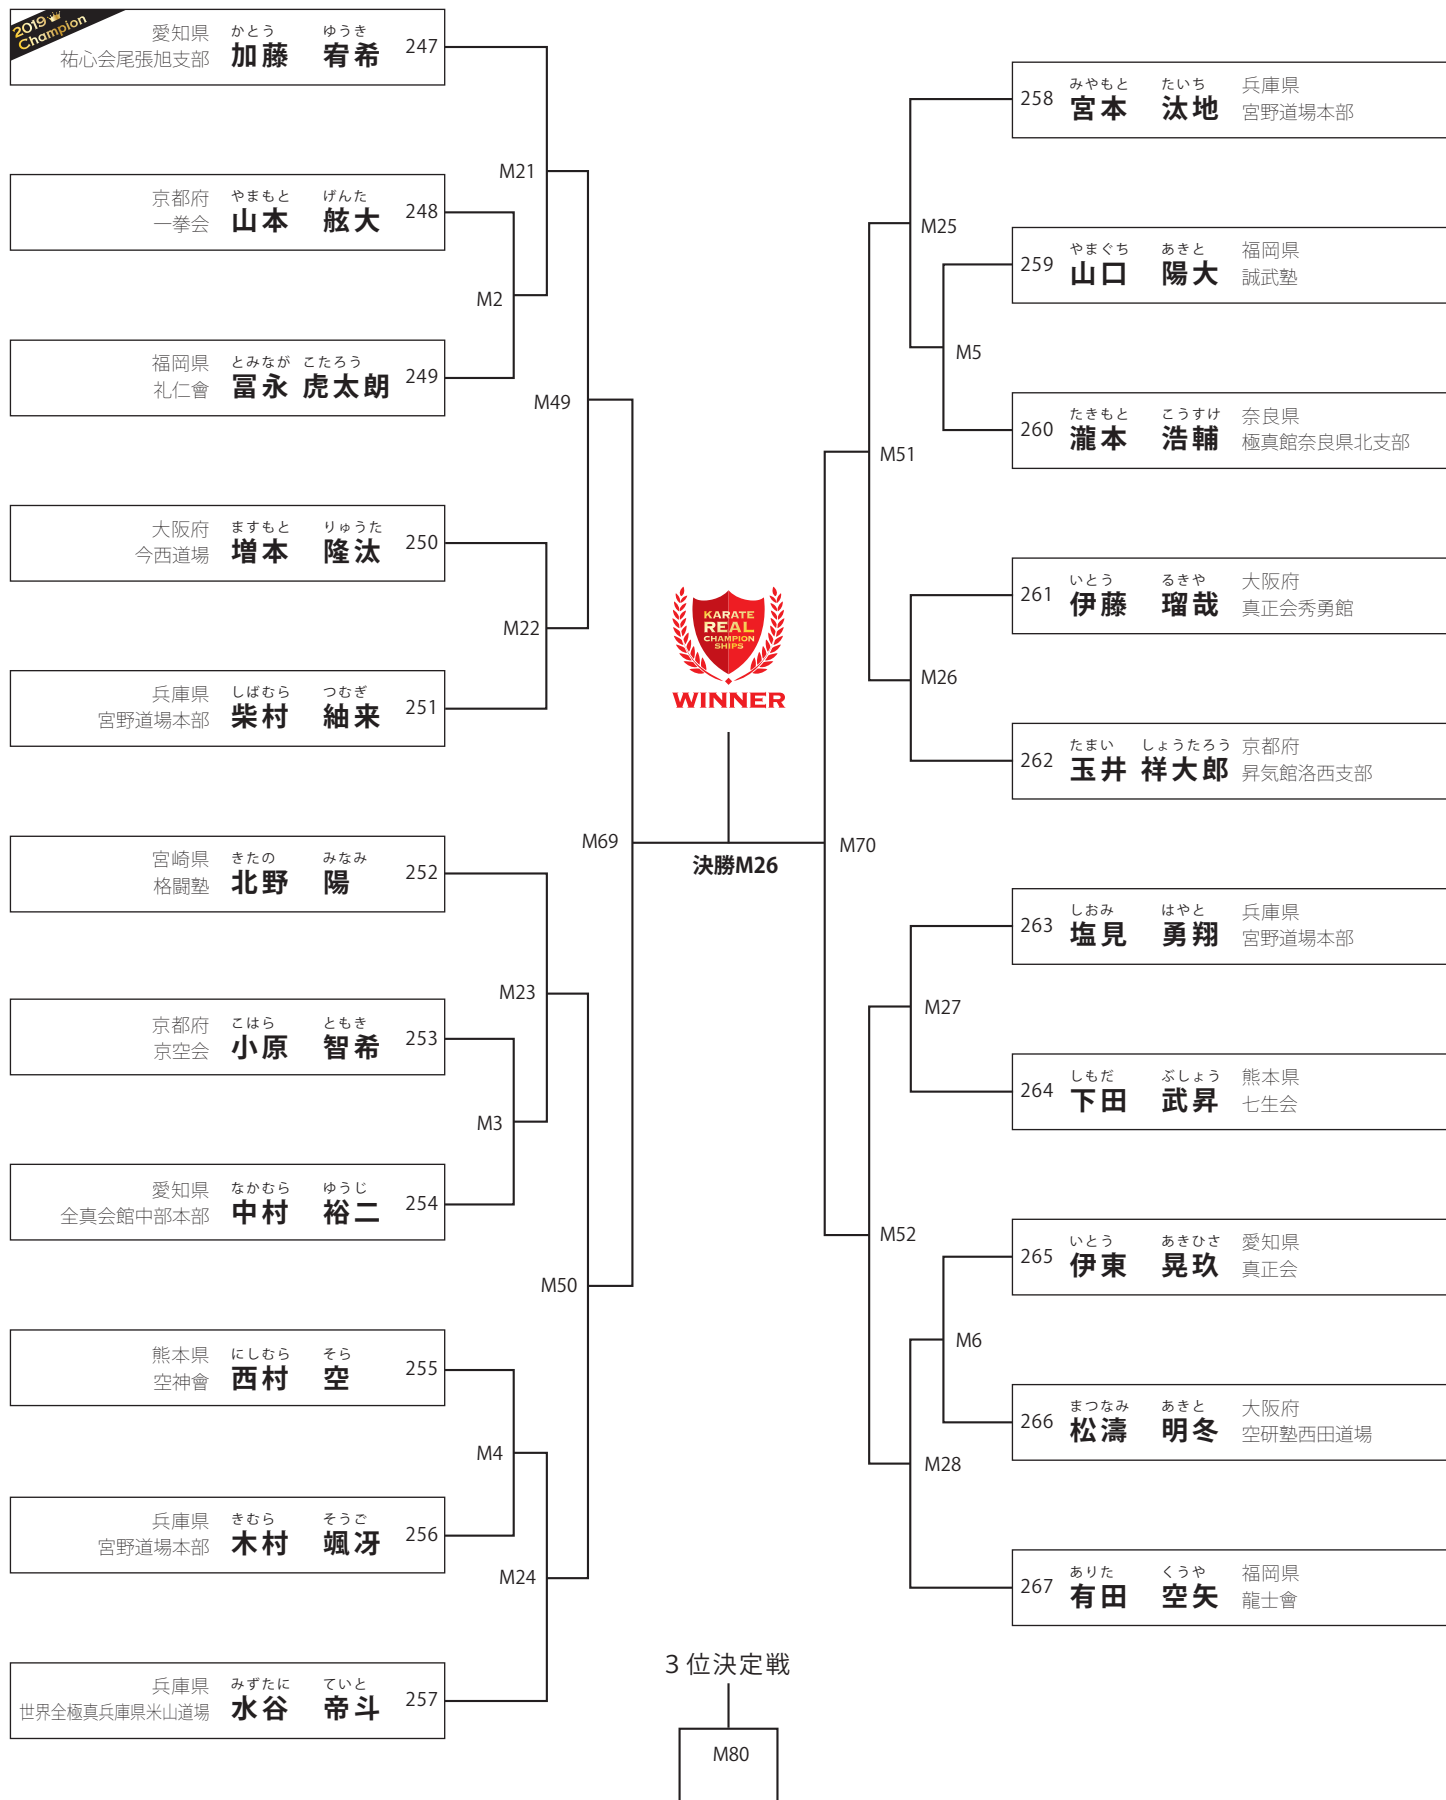 2019
Champion
愛知県
祐心会尾張旭支部
かとう ゆうき
加藤 宥希
247
京都府
一拳会
やまもと げんた
山本 舷大
248
福岡県
礼仁會
とみなが こたろう
冨永 虎太朗
249
大阪府
今西道場
ますもと りゅうた
増本 隆汰
250
兵庫県
宮野道場本部
しばむら つむぎ
柴村 紬来
251
宮崎県
格闘塾
きたの みなみ
北野 陽
252
京都府
京空会
こはら ともき
小原 智希
253
愛知県
全真会館中部本部
なかむら ゆうじ
中村 裕二
254
熊本県
空神會
にしむら そら
西村 空
255
兵庫県
宮野道場本部
きむら そうご
木村 颯冴
256
兵庫県
世界全極真兵庫県米山道場
みずたに ていと
水谷 帝斗
257
M21
M2
M49
M22
M69
M23
M3
M50
M4
M24
KARATE
REAL
CHAMPION
SHIPS
WINNER
決勝M26
3位決定戦
M80
M25
M5
M51
M26
M70
M27
M52
M6
M28
258
みやもと たいち
宮本 汰地
兵庫県
宮野道場本部
259
やまぐち あきと
山口 陽大
福岡県
誠武塾
260
たきもと こうすけ
瀧本 浩輔
奈良県
極真館奈良県北支部
261
いとう るきや
伊藤 瑠哉
大阪府
真正会秀勇館
262
たまい しょうたろう
玉井 祥大郎
京都府
昇気館洛西支部
263
しおみ はやと
塩見 勇翔
兵庫県
宮野道場本部
264
しもだ ぶしょう
下田 武昇
熊本県
七生会
265
いとう あきひさ
伊東 晃玖
愛知県
真正会
266
まつなみ あきと
松濤 明冬
大阪府
空研塾西田道場
267
ありた くうや
有田 空矢
福岡県
龍士會